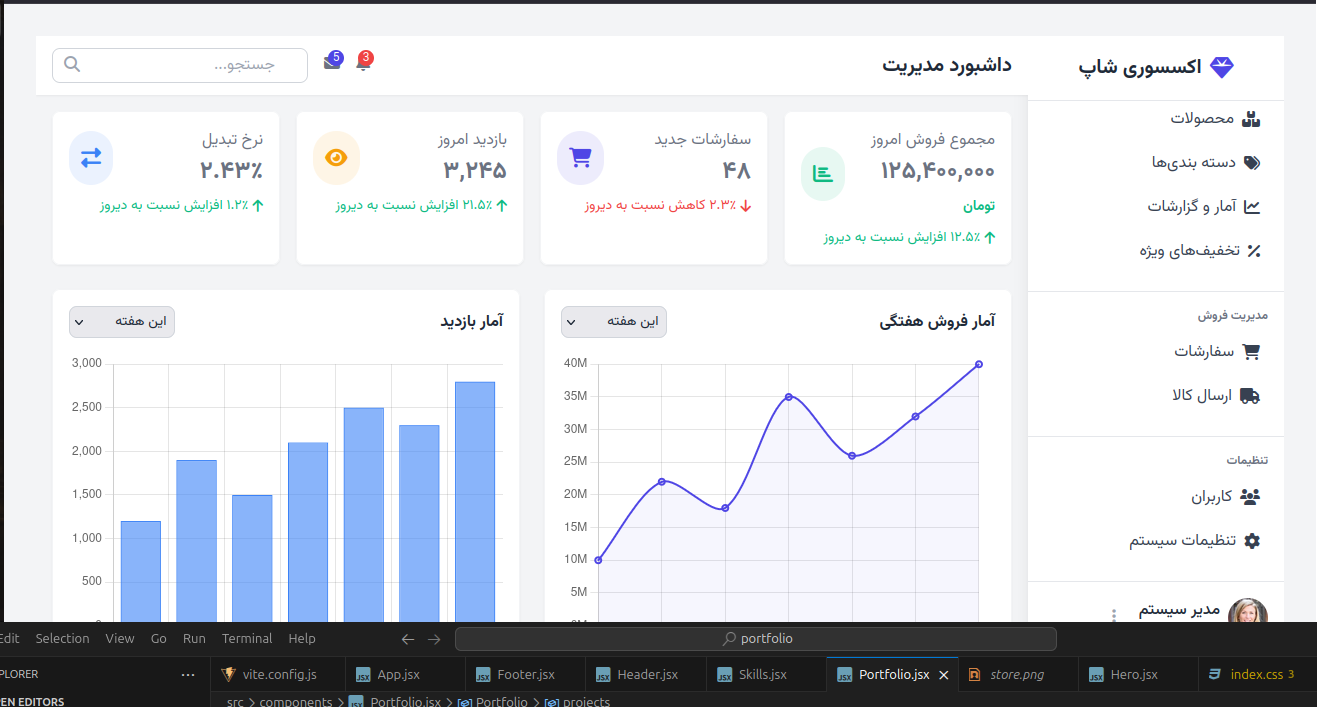 اکسسوری شاپ
داشبورد مدیریت
3
5
جستجو...
محصولات
دسته بندی‌ها
آمار و گزارشات
تخفیف‌های ویژه
مدیریت فروش
سفارشات
ارسال کالا
تنظیمات
کاربران
تنظیمات سیستم
مدیر سیستم
مجموع فروش امروز
۱۲۵,۴۰۰,۰۰۰
تومان
۱۲.۵٪ افزایش نسبت به دیروز
سفارشات جدید
۴۸
۲.۳٪ کاهش نسبت به دیروز
بازدید امروز
۳,۲۴۵
۲۱.۵٪ افزایش نسبت به دیروز
نرخ تبدیل
۲.۴۳٪
۱.۲٪ افزایش نسبت به دیروز
آمار فروش هفتگی
این هفته
40M
35M
30M
25M
20M
15M
10M
5M
آمار بازدید
این هفته
3,000
2,500
2,000
1,500
1,000
500
Edit Selection View Go Run Terminal Help
portfolio
PLORER
vite.config.js
App.jsx
Footer.jsx
Header.jsx
Skills.jsx
Portfolio.jsx
store.png
Hero.jsx
index.css 3
EN EDITORS
src > components > Portfolio.jsx > Portfolio > projects